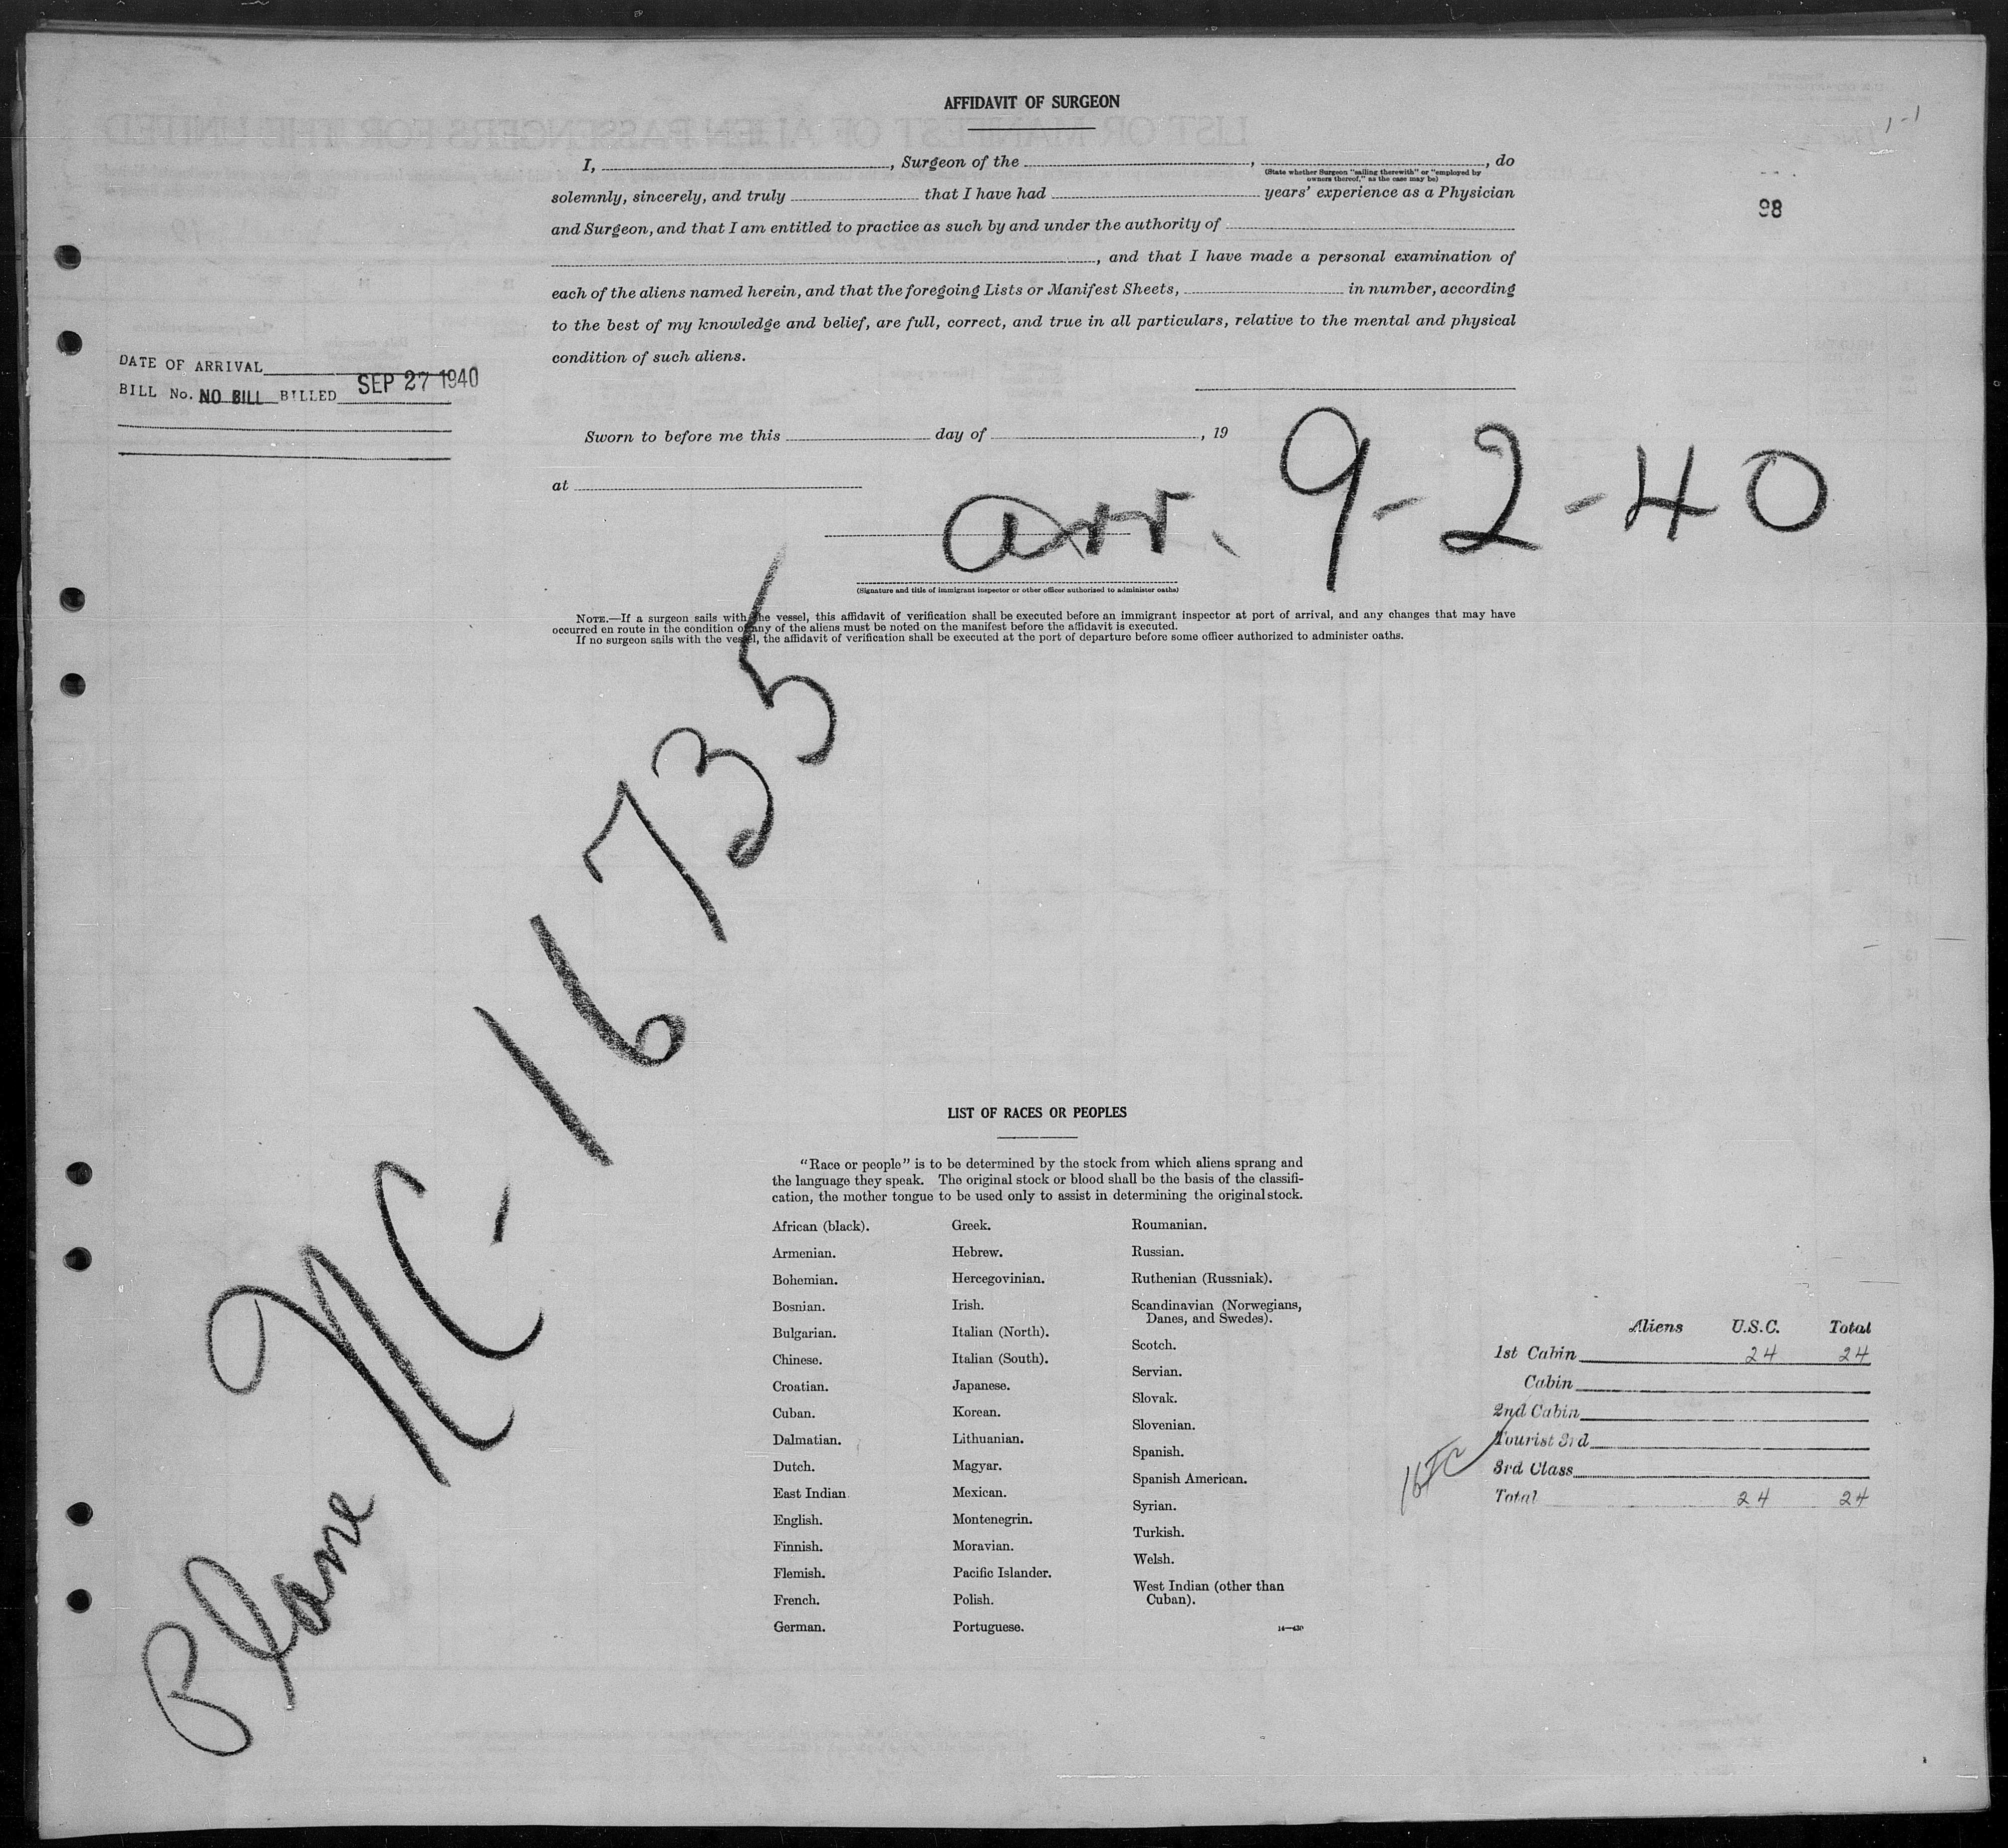 AFFIDAVIT OF SURGEON
1-1
I, , Surgeon of the , , do
(State whether Surgeon "sailing therewith" or "employed by
owners thereof," as the case may be)
solemnly, sincerely, and truly that I have had years' experience as a Physician
98
and Surgeon, and that I am entitled to practice as such by and under the authority of
, and that I have made a personal examination of
each of the aliens named herein, and that the foregoing Lists or Manifest Sheets, in number, according
to the best of my knowledge and belief, are full, correct, and true in all particulars, relative to the mental and physical
condition of such aliens.
DATE OF ARRIVAL
BILL No. NO BILL BILLED SEP 27 1940
Sworn to before me this day of , 19
at
arr. 9-2-40
(Signature and title of immigrant inspector or other officer authorized to administer oaths)
NOTE.—If a surgeon sails with the vessel, this affidavit of verification shall be executed before an immigrant inspector at port of arrival, and any changes that may have
occurred en route in the condition of any of the aliens must be noted on the manifest before the affidavit is executed.
If no surgeon sails with the vessel, the affidavit of verification shall be executed at the port of departure before some officer authorized to administer oaths.
Plane NC-16735
LIST OF RACES OR PEOPLES
"Race or people" is to be determined by the stock from which aliens sprang and
the language they speak. The original stock or blood shall be the basis of the classifi-
cation, the mother tongue to be used only to assist in determining the original stock.
African (black).
Armenian.
Bohemian.
Bosnian.
Bulgarian.
Chinese.
Croatian.
Cuban.
Dalmatian.
Dutch.
East Indian
English.
Finnish.
Flemish.
French.
German.
Greek.
Hebrew.
Hercegovinian.
Irish.
Italian (North).
Italian (South).
Japanese.
Korean.
Lithuanian.
Magyar.
Mexican.
Montenegrin.
Moravian.
Pacific Islander.
Polish.
Portuguese.
Roumanian.
Russian.
Ruthenian (Russniak).
Scandinavian (Norwegians,
Danes, and Swedes).
Scotch.
Servian.
Slovak.
Slovenian.
Spanish.
Spanish American.
Syrian.
Turkish.
Welsh.
West Indian (other than
Cuban).
14—430
Aliens U.S.C. Total
1st Cabin 24 24
Cabin
2nd Cabin
Tourist 3rd
3rd Class
Total 24 24